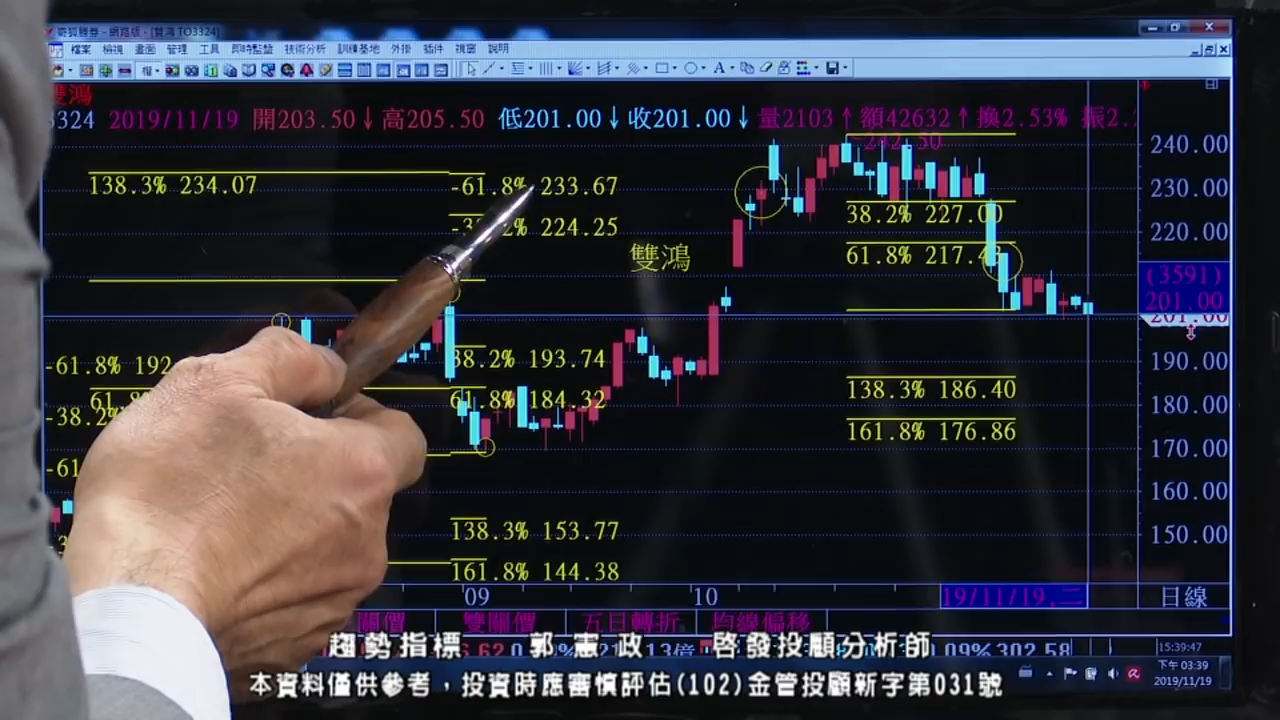 奇狐勝券 - 網路版 - [雙鴻 TO3324]
檔案 檢視 畫面 管理 工具 即時監盤 技術分析 訓練基地 外掛 插件 視窗 說明
雙鴻
3324 2019/11/19 開203.50↓高205.50 低201.00↓收201.00↓量2103↑額42632↑換2.53% 振2.
240.00
138.3% 234.07
-61.8% 233.67
230.00
224.25
38.2% 227.00
220.00
雙鴻
61.8% 217.43
(3591)
201.00
201.00
-61.8% 192
38.2% 193.74
190.00
138.3% 186.40
61.8% 184.32
180.00
-38.2%
161.8% 176.86
170.00
-61
160.00
138.3% 153.77
150.00
161.8% 144.38
09
10
19/11/19,二
日線
關價 雙關價 五日轉折 均線偏移
趨勢指標 郭憲政 啓發投顧分析師
15:39:47
下午 03:39
2019/11/19
本資料僅供參考，投資時應審慎評估(102)金管投顧新字第031號